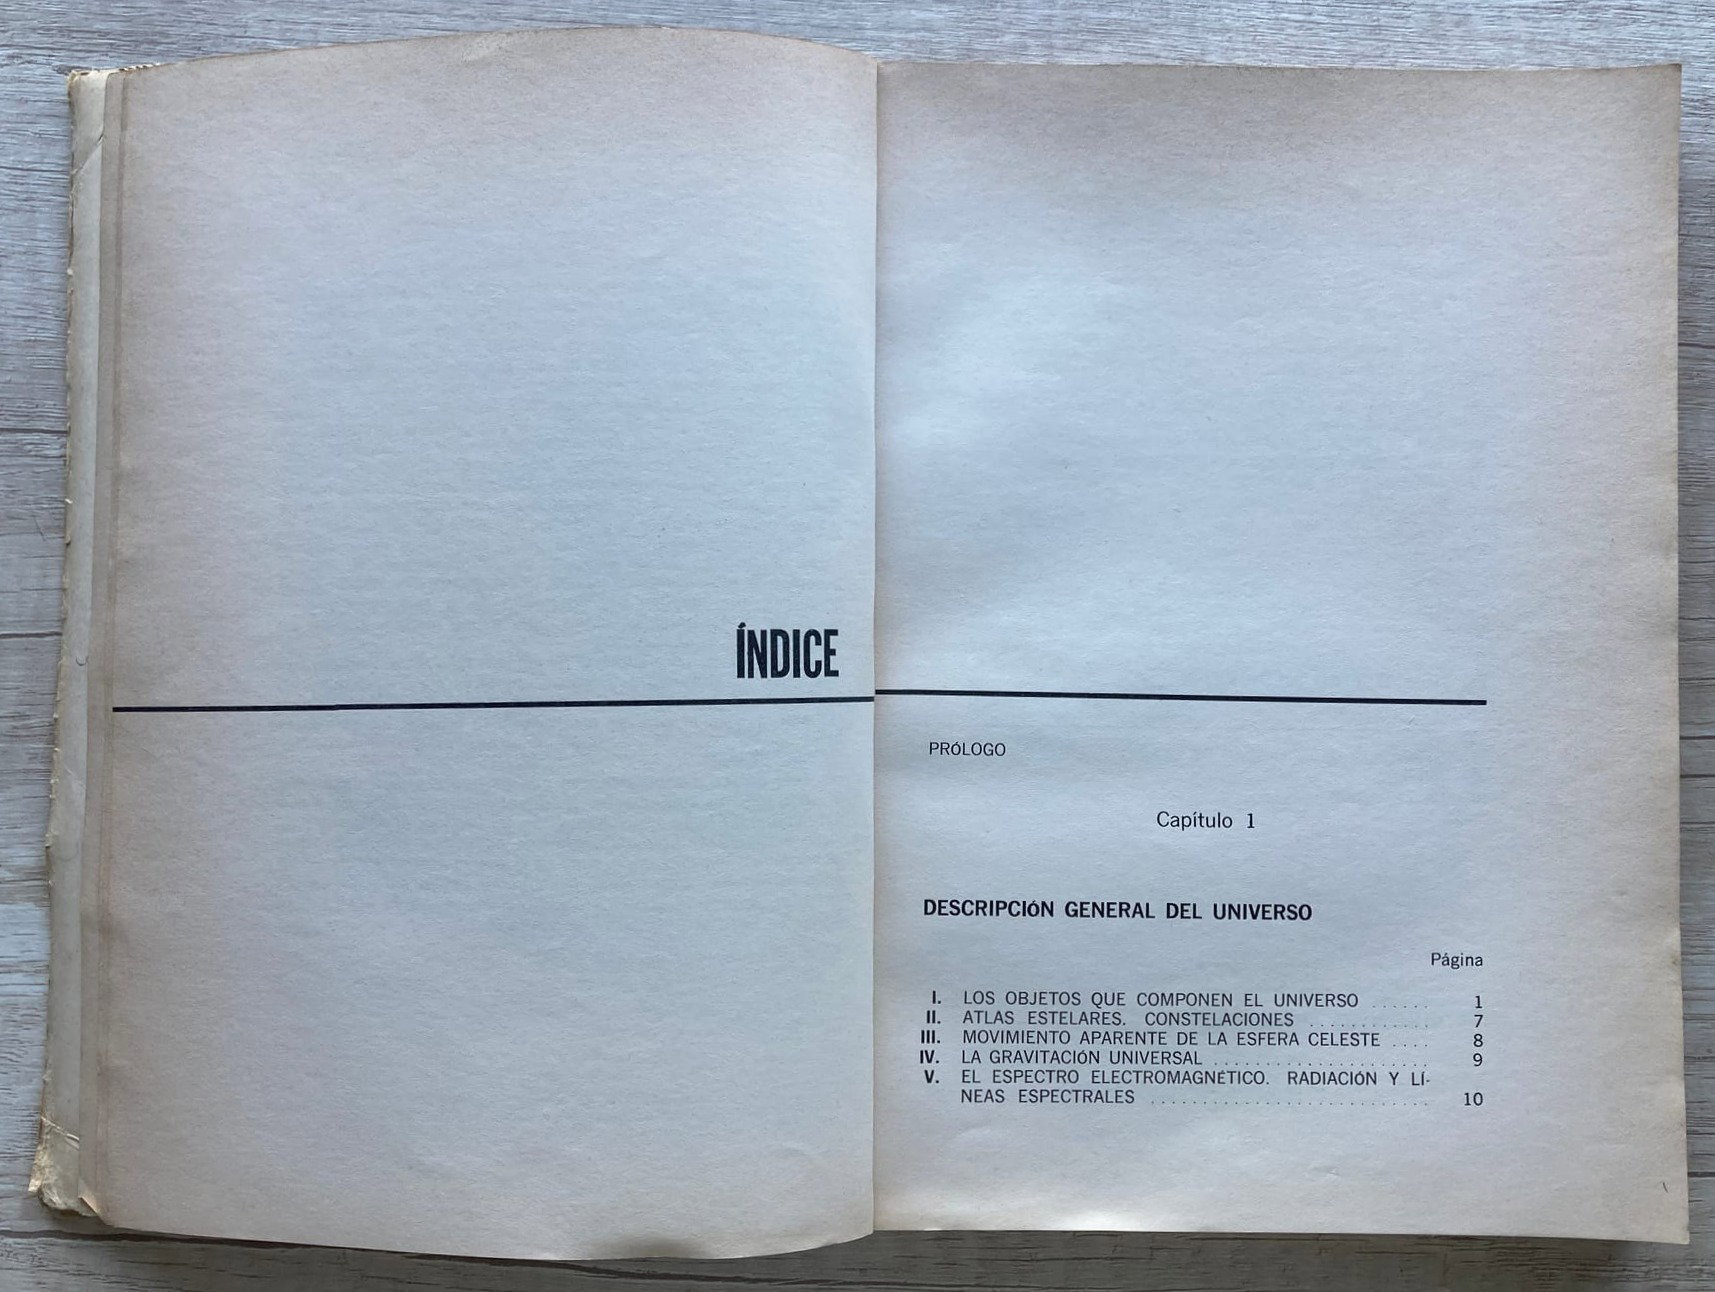 ÍNDICE
PRÓLOGO
Capítulo 1
DESCRIPCIÓN GENERAL DEL UNIVERSO
Página
I. LOS OBJETOS QUE COMPONEN EL UNIVERSO ...... 1
II. ATLAS ESTELARES. CONSTELACIONES ............ 7
III. MOVIMIENTO APARENTE DE LA ESFERA CELESTE .... 8
IV. LA GRAVITACIÓN UNIVERSAL ...................... 9
V. EL ESPECTRO ELECTROMAGNÉTICO. RADIACIÓN Y LÍ-
NEAS ESPECTRALES ............................ 10